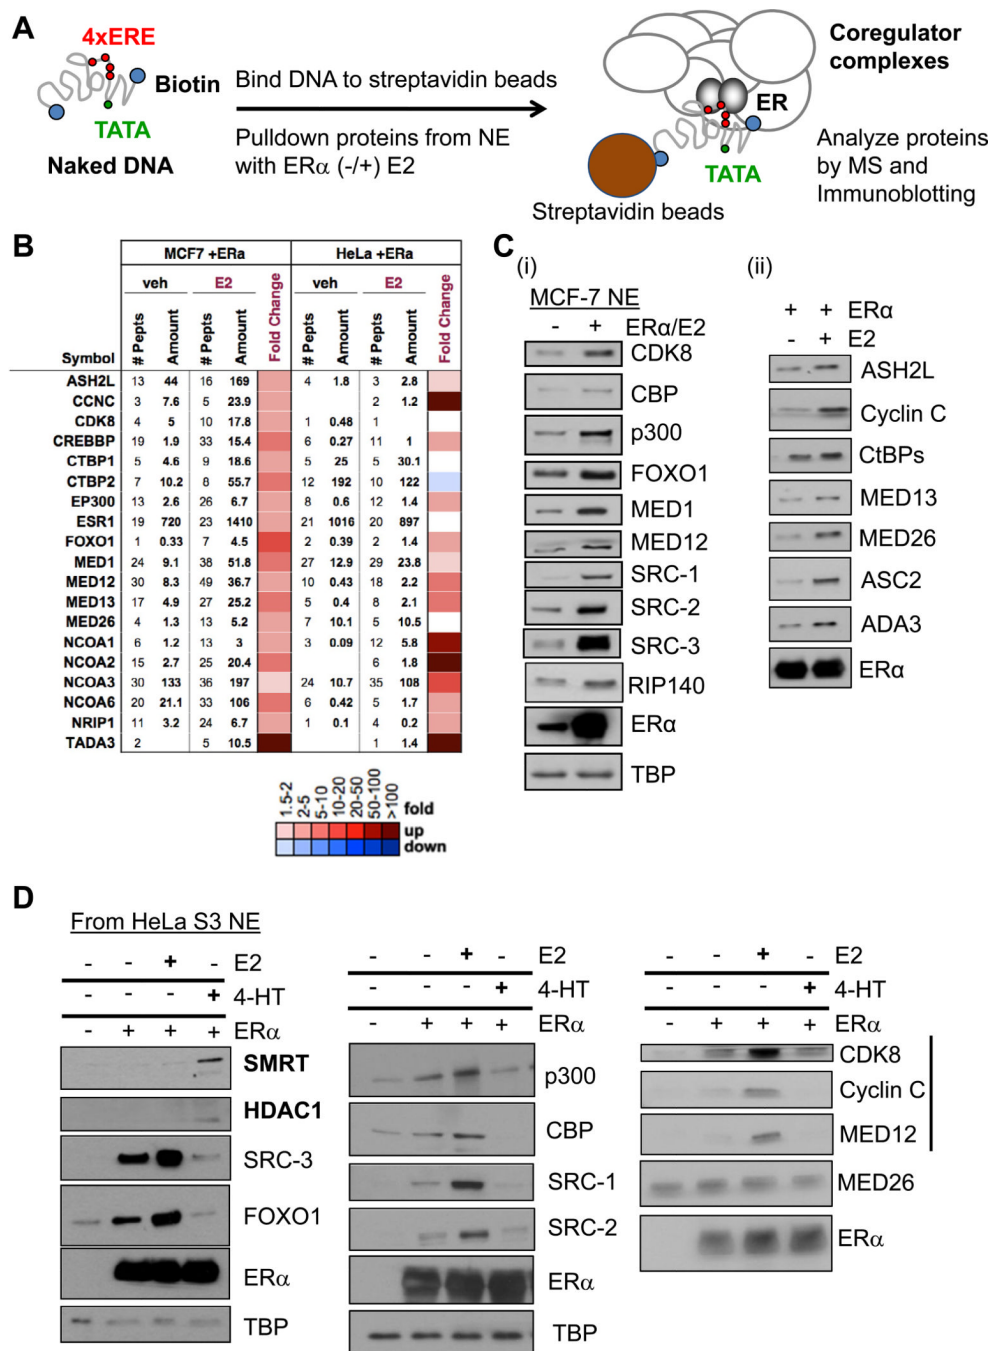 A
4xERE
Biotin
TATA
Naked DNA
Bind DNA to streptavidin beads
Pulldown proteins from NE
with ERα (-/+) E2
Coregulator
complexes
ER
TATA
Streptavidin beads
Analyze proteins
by MS and
Immunoblotting
B
MCF7 +ERa HeLa +ERa
veh E2 Fold Change veh E2 Fold Change
Symbol # Pepts Amount # Pepts Amount # Pepts Amount # Pepts Amount
ASH2L 13 44 16 169 4 1.8 3 2.8
CCNC 3 7.6 5 23.9 2 1.2
CDK8 4 5 10 17.8 1 0.48 1
CREBBP 19 1.9 33 15.4 6 0.27 11 1
CTBP1 5 4.6 9 18.6 5 25 5 30.1
CTBP2 7 10.2 8 55.7 12 192 10 122
EP300 13 2.6 26 6.7 8 0.6 12 1.4
ESR1 19 720 23 1410 21 1016 20 897
FOXO1 1 0.33 7 4.5 2 0.39 2 1.4
MED1 24 9.1 38 51.8 27 12.9 29 23.8
MED12 30 8.3 49 36.7 10 0.43 18 2.2
MED13 17 4.9 27 25.2 5 0.4 8 2.1
MED26 4 1.3 13 5.2 7 10.1 7 10.5
NCOA1 6 1.2 13 3 3 0.09 12 5.8
NCOA2 15 2.7 25 20.4 6 1.8
NCOA3 30 133 36 197 24 10.7 35 108
NCOA6 20 21.1 33 106 6 0.42 5 1.7
NRIP1 11 3.2 24 6.7 1 0.1 4 0.2
TADA3 2 5 10.5 1 1.4
1.5-2 2-5 5-10 10-20 20-50 50-100 >100 fold
up
down
C
(i)
MCF-7 NE
- + ERα/E2
CDK8
CBP
p300
FOXO1
MED1
MED12
SRC-1
SRC-2
SRC-3
RIP140
ERα
TBP
(ii)
+ + ERα
- + E2
ASH2L
Cyclin C
CtBPs
MED13
MED26
ASC2
ADA3
ERα
D
From HeLa S3 NE
- - + - E2
- - - + 4-HT
- + + + ERα
SMRT
HDAC1
SRC-3
FOXO1
ERα
TBP
- - + - E2
- - - + 4-HT
- + + + ERα
p300
CBP
SRC-1
SRC-2
ERα
TBP
- - + - E2
- - - + 4-HT
- + + + ERα
CDK8
Cyclin C
MED12
MED26
ERα